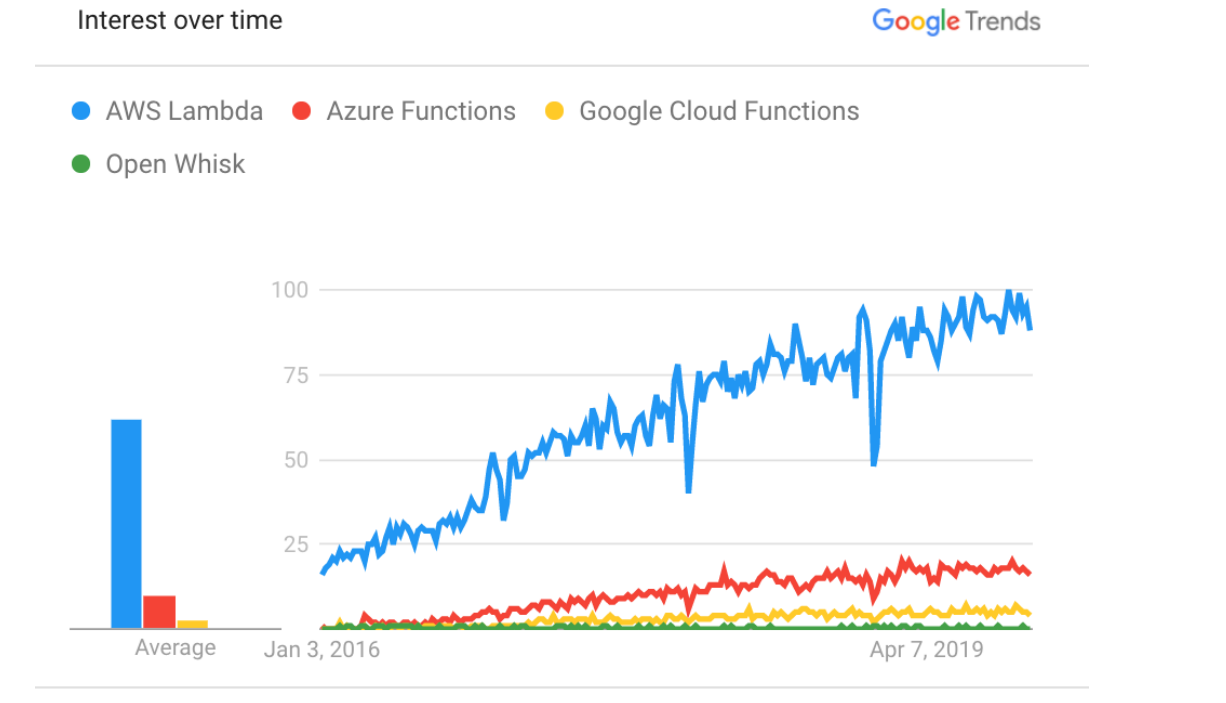 Interest over time
Google Trends
AWS Lambda Azure Functions Google Cloud Functions
Open Whisk
100
75
50
25
Average
Jan 3, 2016
Apr 7, 2019